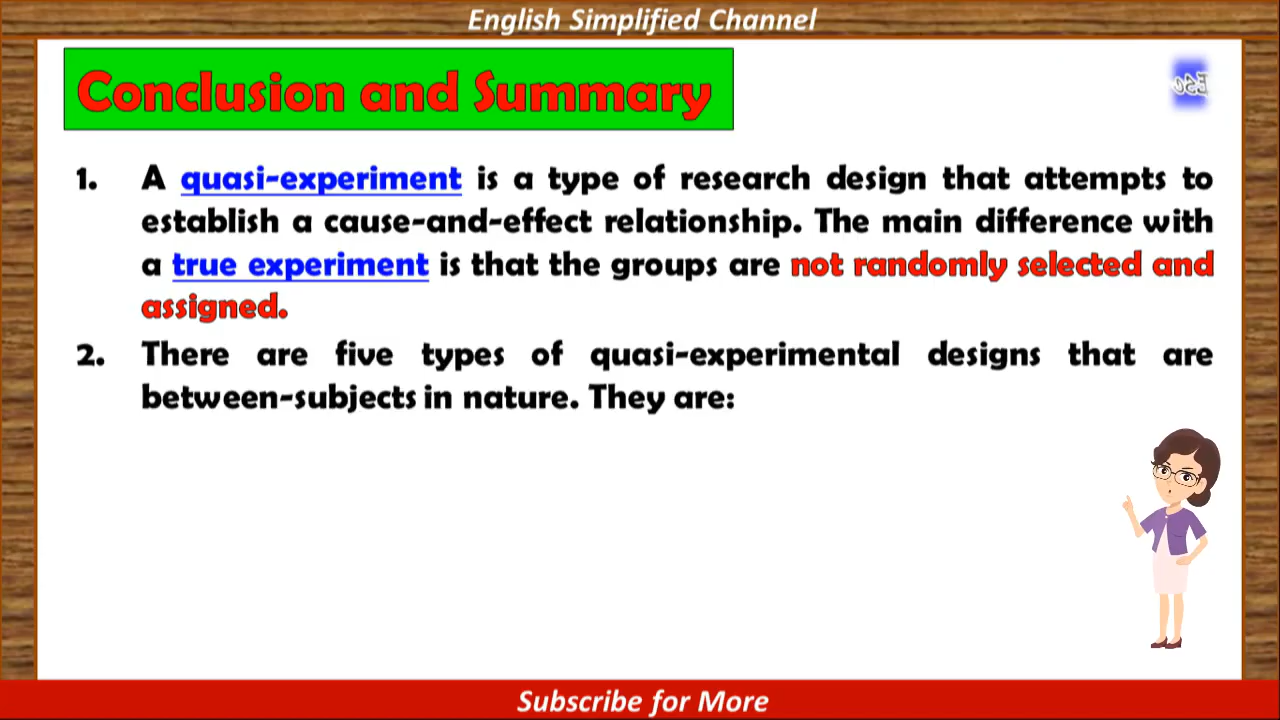 English Simplified Channel
Conclusion and Summary
ESC
1. A quasi-experiment is a type of research design that attempts to
establish a cause-and-effect relationship. The main difference with
a true experiment is that the groups are not randomly selected and
assigned.
2. There are five types of quasi-experimental designs that are
between-subjects in nature. They are:
Subscribe for More